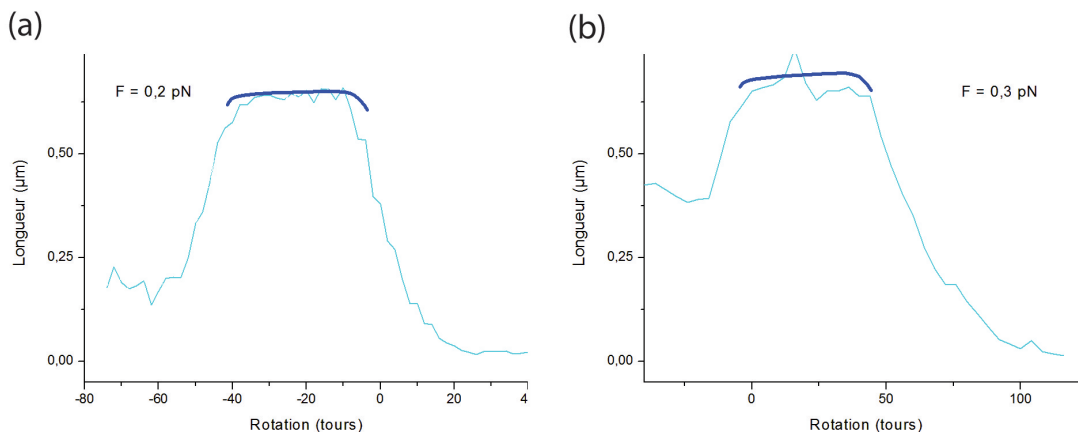 (a)
F = 0,2 pN
Longueur (µm)
0,50
0,25
0,00
-80 -60 -40 -20 0 20 4
Rotation (tours)
(b)
F = 0,3 pN
Longueur (µm)
0,50
0,25
0,00
0 50 100
Rotation (tours)